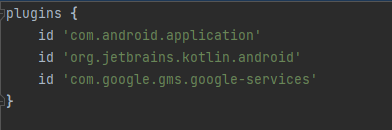 plugins {
    id 'com.android.application'
    id 'org.jetbrains.kotlin.android'
    id 'com.google.gms.google-services'
}